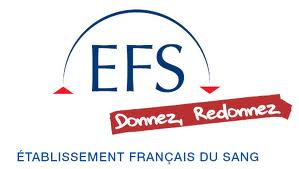 EFS
Donnez, Redonnez
ÉTABLISSEMENT FRANÇAIS DU SANG